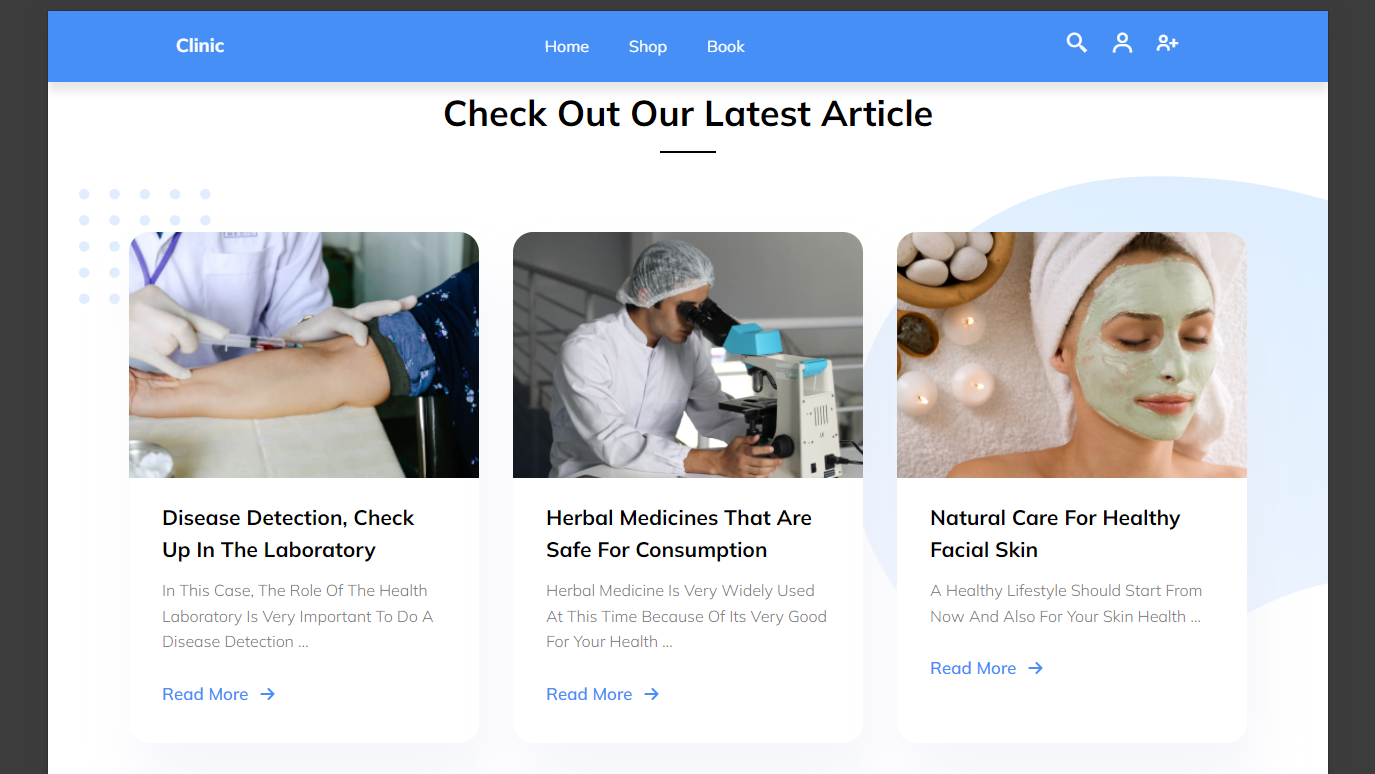 Clinic
Home Shop Book
Check Out Our Latest Article
Disease Detection, Check
Up In The Laboratory
In This Case, The Role Of The Health
Laboratory Is Very Important To Do A
Disease Detection ...
Read More
Herbal Medicines That Are
Safe For Consumption
Herbal Medicine Is Very Widely Used
At This Time Because Of Its Very Good
For Your Health ...
Read More
Natural Care For Healthy
Facial Skin
A Healthy Lifestyle Should Start From
Now And Also For Your Skin Health ...
Read More